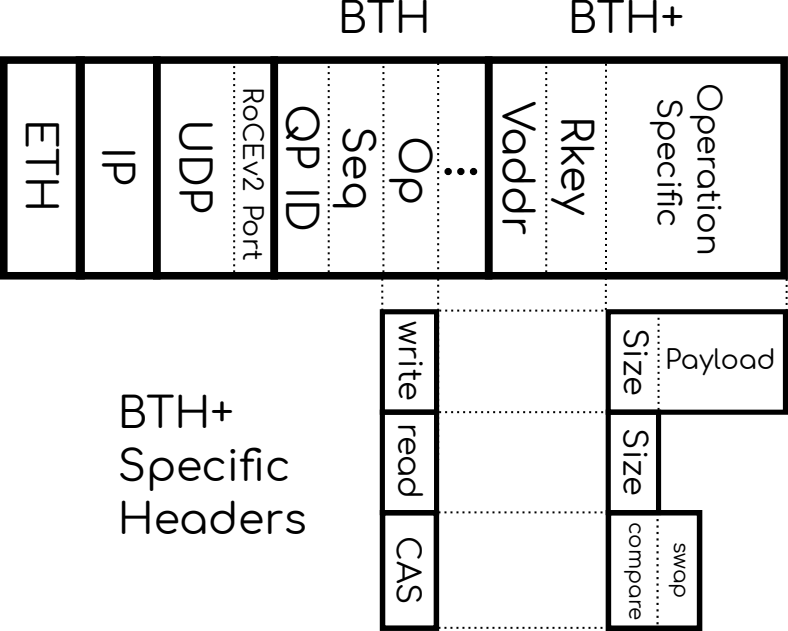 BTH
BTH+
ETH
IP
UDP
RoCEv2 Port
QP ID
Seq
Op
...
Vaddr
Rkey
Operation
Specific
write
Size
Payload
read
Size
CAS
compare
swap
BTH+
Specific
Headers